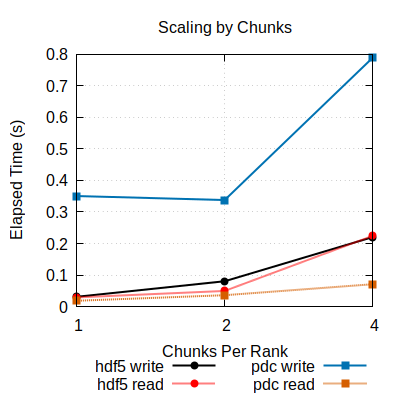 Scaling by Chunks
Elapsed Time (s)
0.8
0.7
0.6
0.5
0.4
0.3
0.2
0.1
0
1 2 4
Chunks Per Rank
hdf5 write pdc write
hdf5 read pdc read